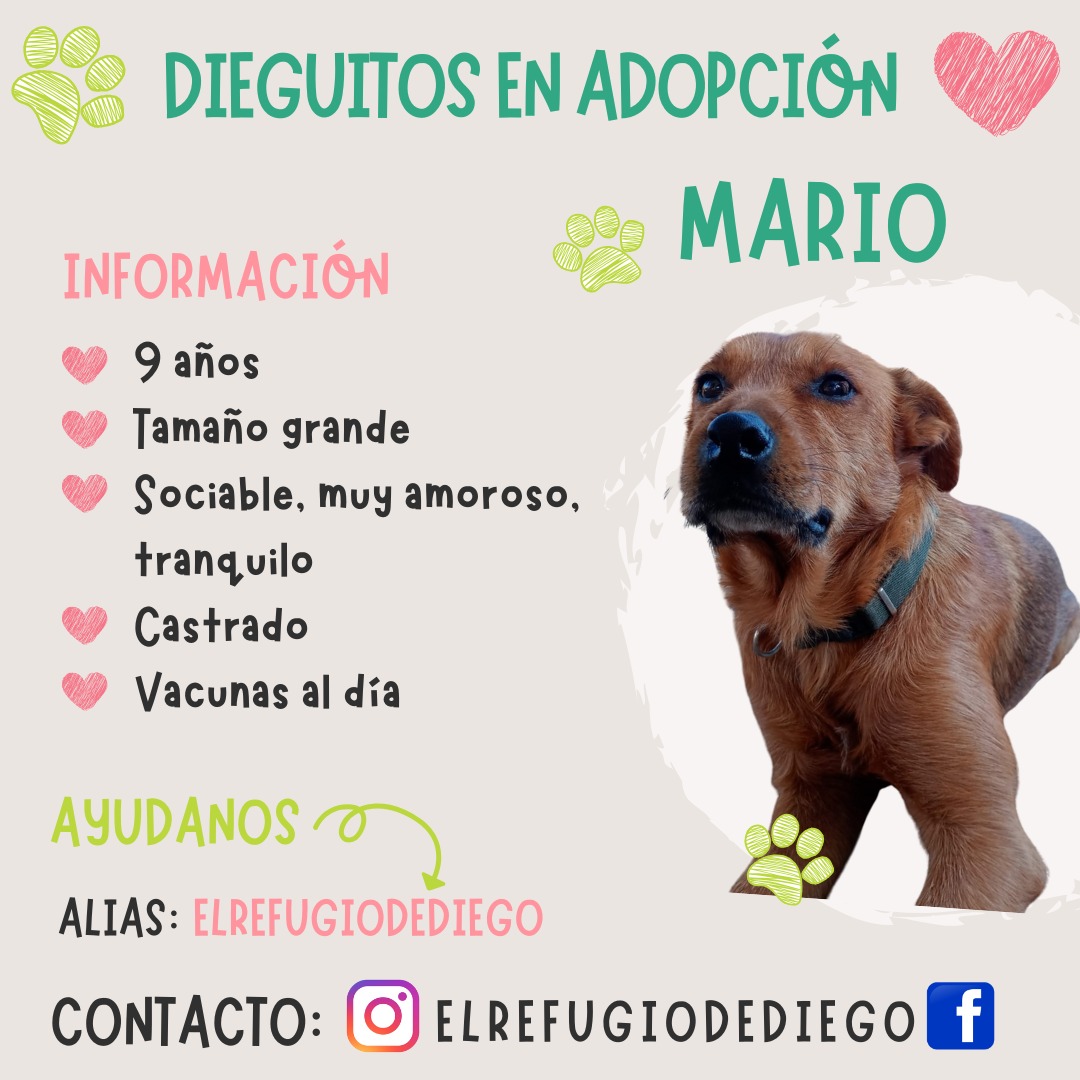 DIEGUITOS EN ADOPCIÓN
MARIO
INFORMACIÓN
9 años
Tamaño grande
Sociable, muy amoroso,
tranquilo
Castrado
Vacunas al día
AYUDANOS
ALIAS: ELREFUGIODEDIEGO
CONTACTO: ELREFUGIODEDIEGO f